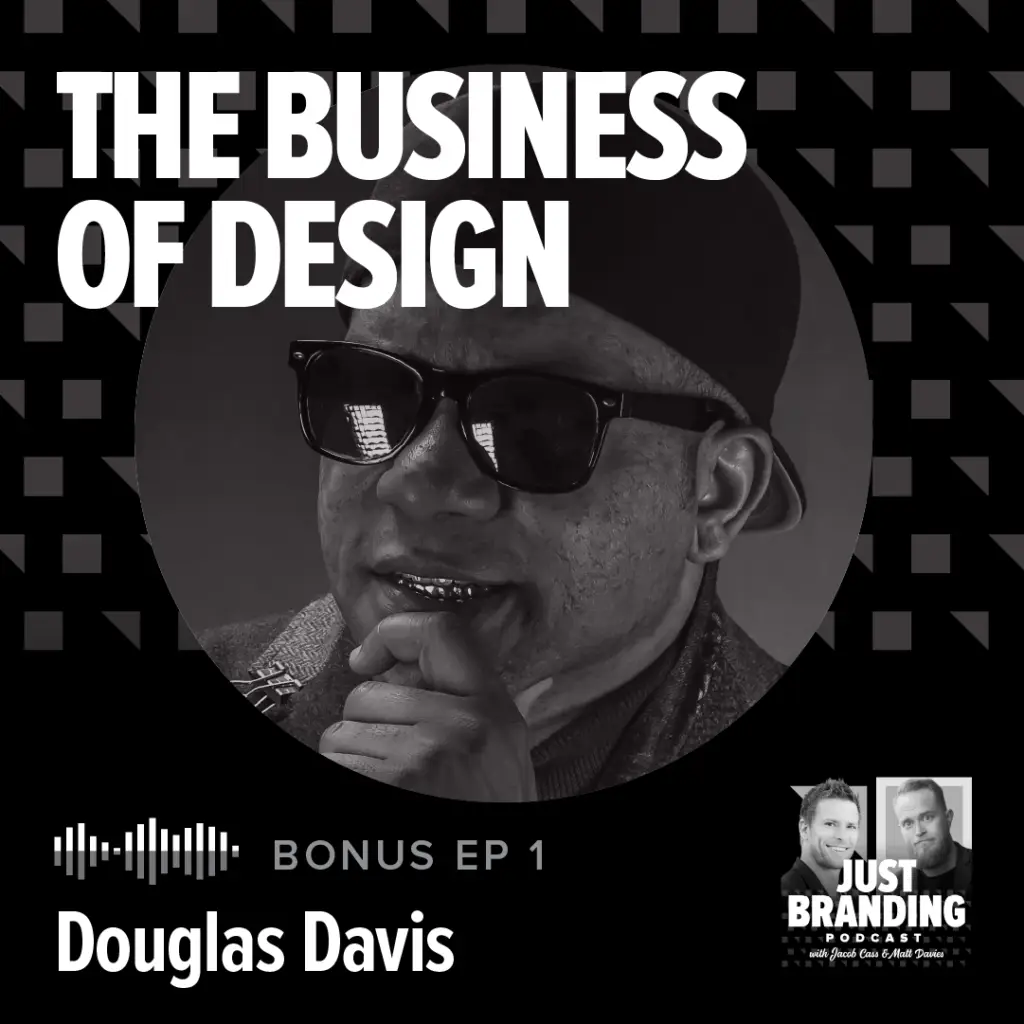 THE BUSINESS
OF DESIGN
BONUS EP 1
Douglas Davis
JUST
BRANDING
PODCAST
with Jacob Cass & Matt Davies